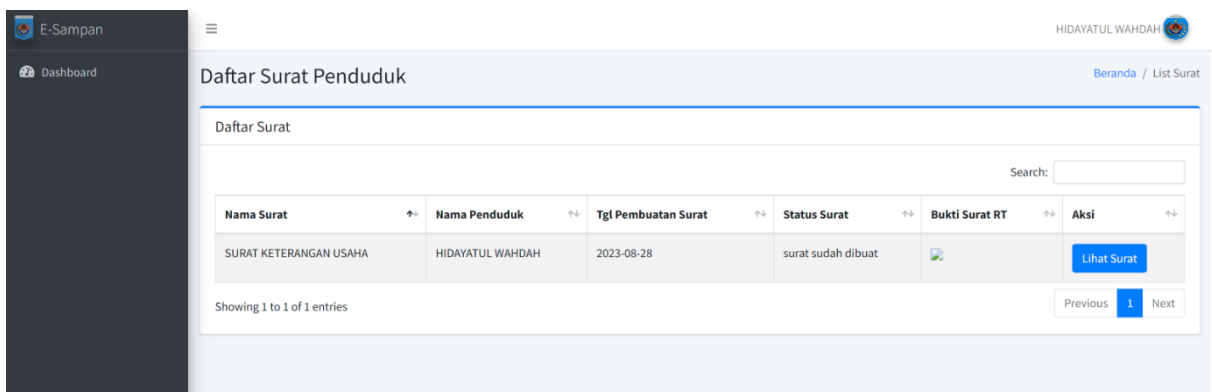 E-Sampan
HIDAYATUL WAHDAH
Dashboard
Daftar Surat Penduduk
Beranda / List Surat
Daftar Surat
Search:
Nama Surat Nama Penduduk Tgl Pembuatan Surat Status Surat Bukti Surat RT Aksi
SURAT KETERANGAN USAHA HIDAYATUL WAHDAH 2023-08-28 surat sudah dibuat Lihat Surat
Showing 1 to 1 of 1 entries
Previous 1 Next